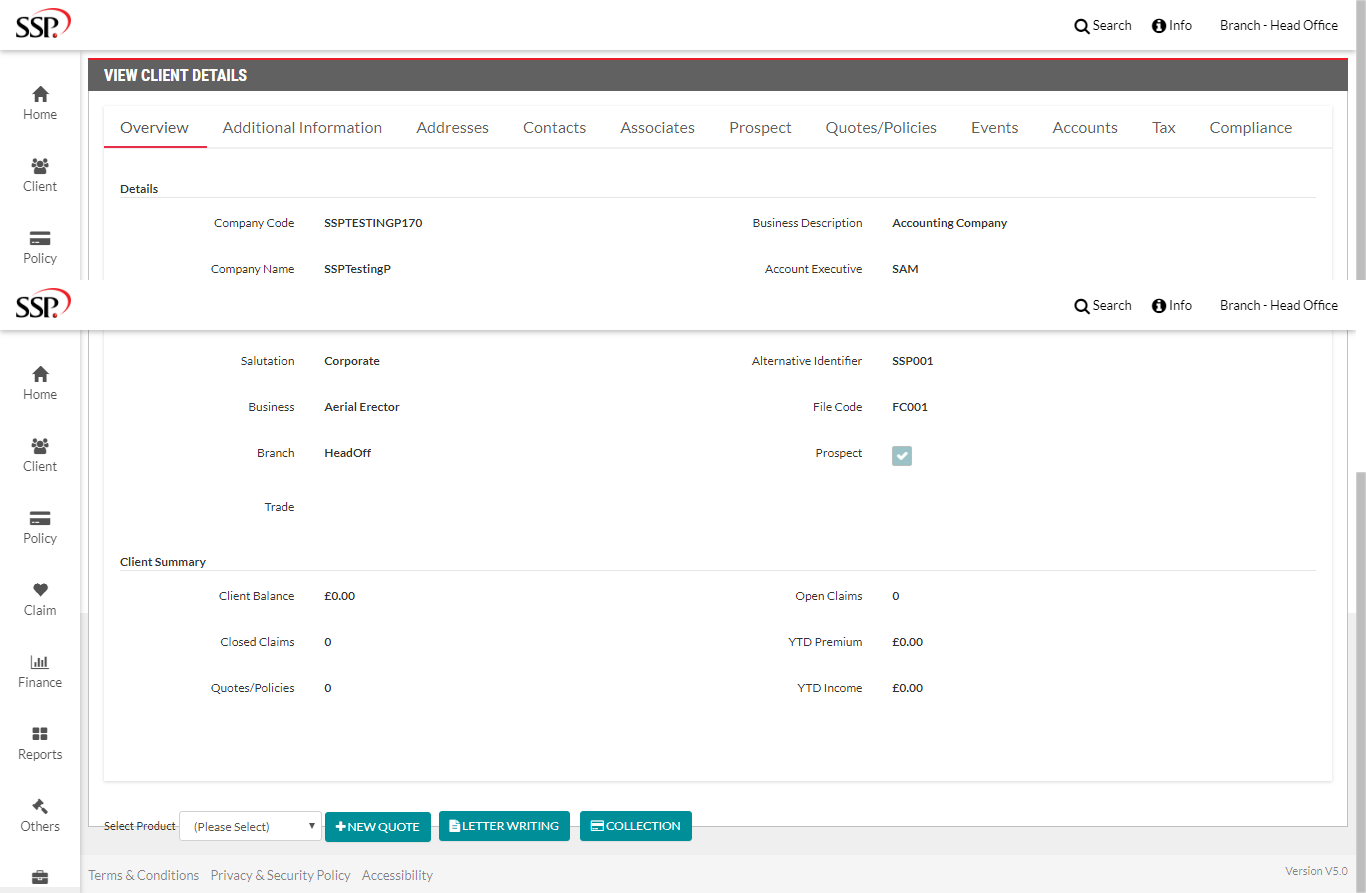 SSP.
Search Info Branch - Head Office
VIEW CLIENT DETAILS
Home
Client
Policy
Overview Additional Information Addresses Contacts Associates Prospect Quotes/Policies Events Accounts Tax Compliance
Details
Company Code SSPTESTINGP170 Business Description Accounting Company
Company Name SSPTestingP Account Executive SAM
SSP.
Search Info Branch - Head Office
Home
Client
Policy
Claim
Finance
Reports
Others
Salutation Corporate Alternative Identifier SSP001
Business Aerial Erector File Code FC001
Branch HeadOff Prospect
Trade
Client Summary
Client Balance £0.00 Open Claims 0
Closed Claims 0 YTD Premium £0.00
Quotes/Policies 0 YTD Income £0.00
Select Product (Please Select) NEW QUOTE LETTER WRITING COLLECTION
Terms & Conditions Privacy & Security Policy Accessibility Version V5.0